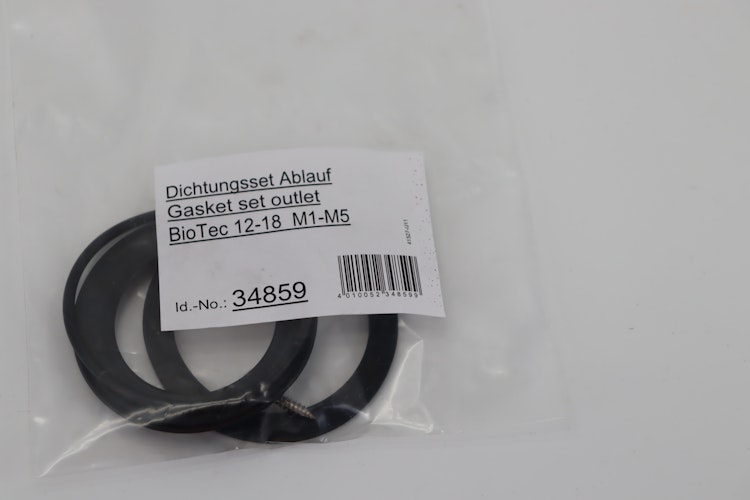 Dichtungsset Ablauf
Gasket set outlet
BioTec 12-18 M1-M5
Id.-No.: 34859
4 010052 348599